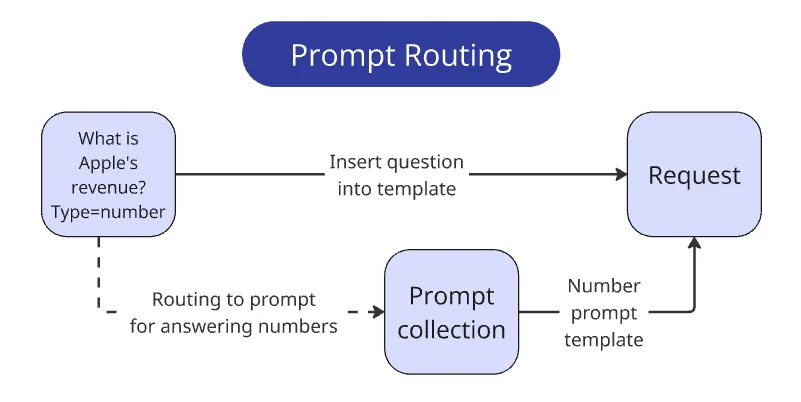 Prompt Routing
What is
Apple's
revenue?
Type=number
Insert question
into template
Request
Routing to prompt
for answering numbers
Prompt
collection
Number
prompt
template